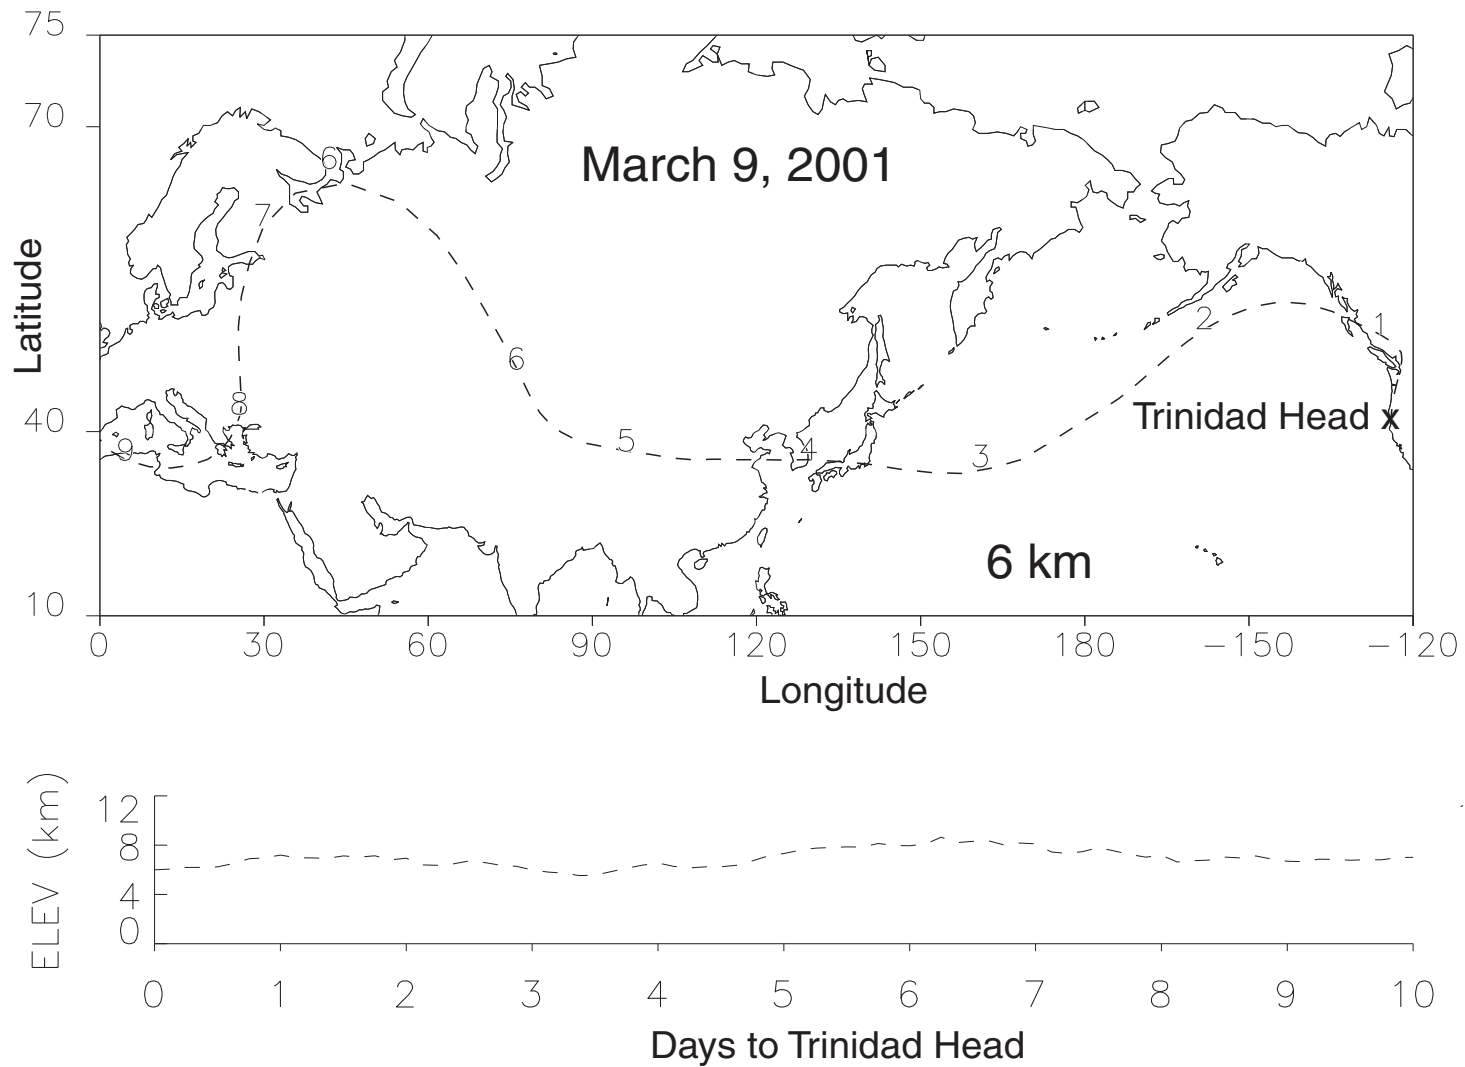 75
70
40
10
Latitude
March 9, 2001
6
7
8
9
6
5
4
3
2
1
Trinidad Head x
6 km
0 30 60 90 120 150 180 −150 −120
Longitude
ELEV (km)
12
8
4
0
0 1 2 3 4 5 6 7 8 9 10
Days to Trinidad Head